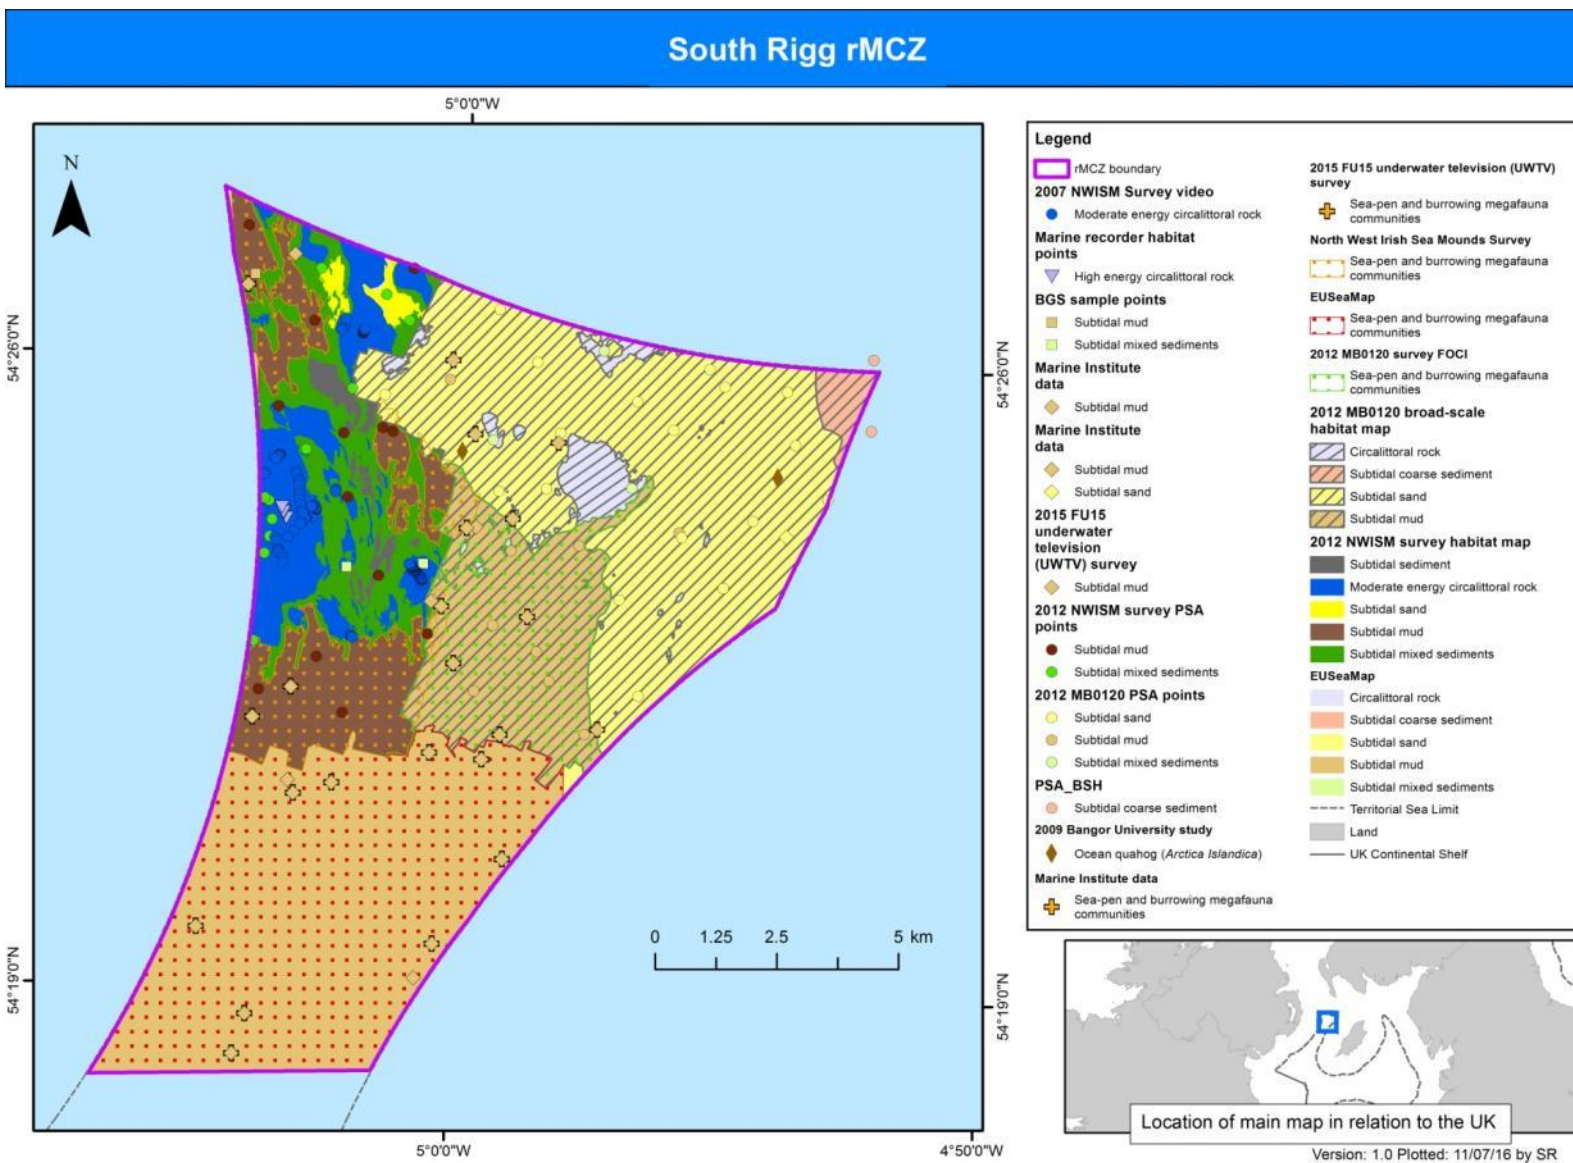 South Rigg rMCZ
5°0'0"W
N
54°26'0"N
54°26'0"N
54°19'0"N
54°19'0"N
0 1.25 2.5 5 km
5°0'0"W
4°50'0"W
Legend
rMCZ boundary
2007 NWISM Survey video
Moderate energy circalittoral rock
Marine recorder habitat
points
High energy circalittoral rock
BGS sample points
Subtidal mud
Subtidal mixed sediments
Marine Institute
data
Subtidal mud
Marine Institute
data
Subtidal mud
Subtidal sand
2015 FU15
underwater
television
(UWTV) survey
Subtidal mud
2012 NWISM survey PSA
points
Subtidal mud
Subtidal mixed sediments
2012 MB0120 PSA points
Subtidal sand
Subtidal mud
Subtidal mixed sediments
PSA_BSH
Subtidal coarse sediment
2009 Bangor University study
Ocean quahog (Arctica Islandica)
Marine Institute data
Sea-pen and burrowing megafauna
communities
2015 FU15 underwater television (UWTV)
survey
Sea-pen and burrowing megafauna
communities
North West Irish Sea Mounds Survey
Sea-pen and burrowing megafauna
communities
EUSeaMap
Sea-pen and burrowing megafauna
communities
2012 MB0120 survey FOCI
Sea-pen and burrowing megafauna
communities
2012 MB0120 broad-scale
habitat map
Circalittoral rock
Subtidal coarse sediment
Subtidal sand
Subtidal mud
2012 NWISM survey habitat map
Subtidal sediment
Moderate energy circalittoral rock
Subtidal sand
Subtidal mud
Subtidal mixed sediments
EUSeaMap
Circalittoral rock
Subtidal coarse sediment
Subtidal sand
Subtidal mud
Subtidal mixed sediments
Territorial Sea Limit
Land
UK Continental Shelf
Location of main map in relation to the UK
Version: 1.0 Plotted: 11/07/16 by SR